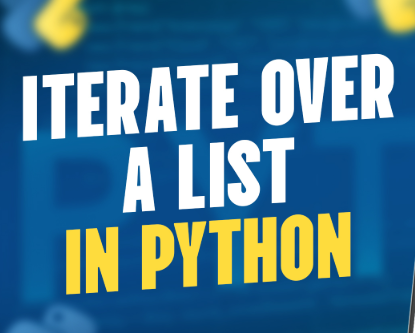 ITERATE OVER
A LIST
IN PYTHON